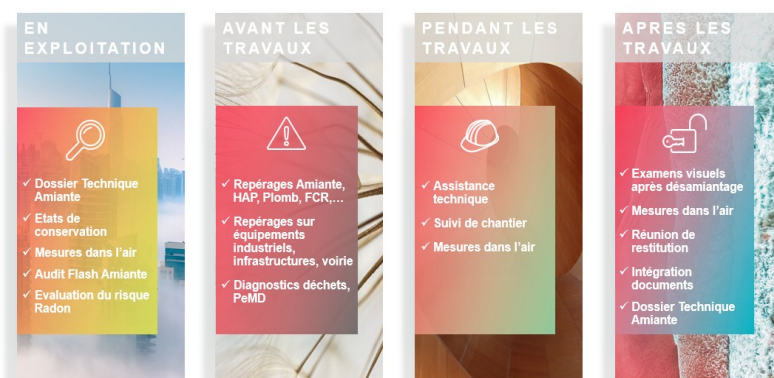 EN
EXPLOITATION
✓ Dossier Technique
Amiante
✓ Etats de
conservation
✓ Mesures dans l'air
✓ Audit Flash Amiante
✓ Evaluation du risque
Radon
AVANT LES
TRAVAUX
✓ Repérages Amiante,
HAP, Plomb, FCR,...
✓ Repérages sur
équipements
industriels,
infrastructures, voirie
✓ Diagnostics déchets,
PeMD
PENDANT LES
TRAVAUX
✓ Assistance
technique
✓ Suivi de chantier
✓ Mesures dans l'air
APRES LES
TRAVAUX
✓ Examens visuels
après désamiantage
✓ Mesures dans l'air
✓ Réunion de
restitution
✓ Intégration
documents
✓ Dossier Technique
Amiante